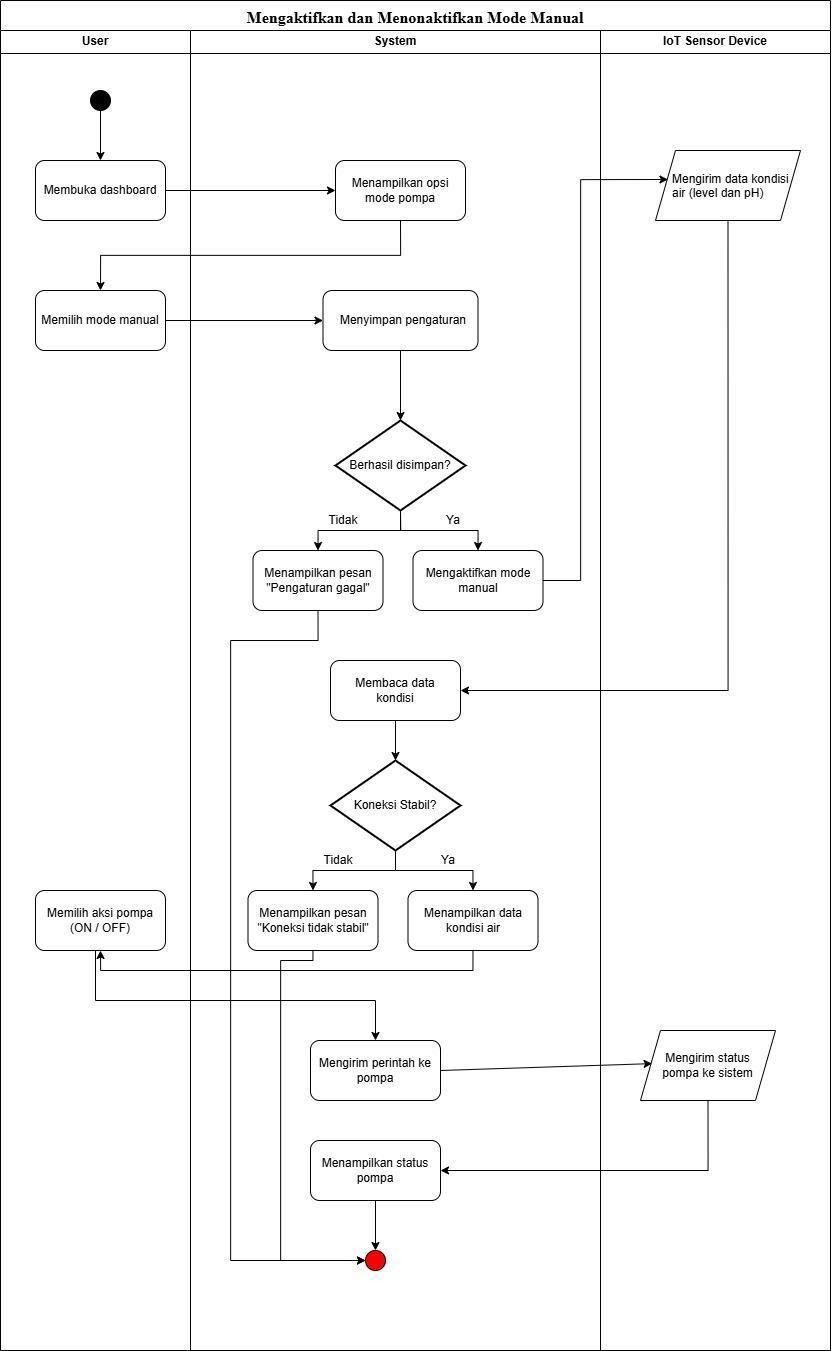 Mengaktifkan dan Menonaktifkan Mode Manual
User
System
IoT Sensor Device
Membuka dashboard
Menampilkan opsi
mode pompa
Mengirim data kondisi
air (level dan pH)
Memilih mode manual
Menyimpan pengaturan
Berhasil disimpan?
Tidak
Ya
Menampilkan pesan
"Pengaturan gagal"
Mengaktifkan mode
manual
Membaca data
kondisi
Koneksi Stabil?
Tidak
Ya
Memilih aksi pompa
(ON / OFF)
Menampilkan pesan
"Koneksi tidak stabil"
Menampilkan data
kondisi air
Mengirim perintah ke
pompa
Mengirim status
pompa ke sistem
Menampilkan status
pompa